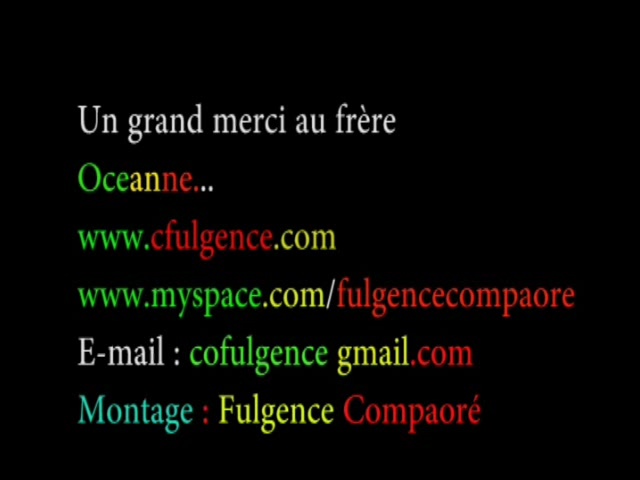 Un grand merci au frère
Oceanne...
www.cfulgence.com
www.myspace.com/fulgencecompaore
E-mail : cofulgence gmail.com
Montage : Fulgence Compaoré